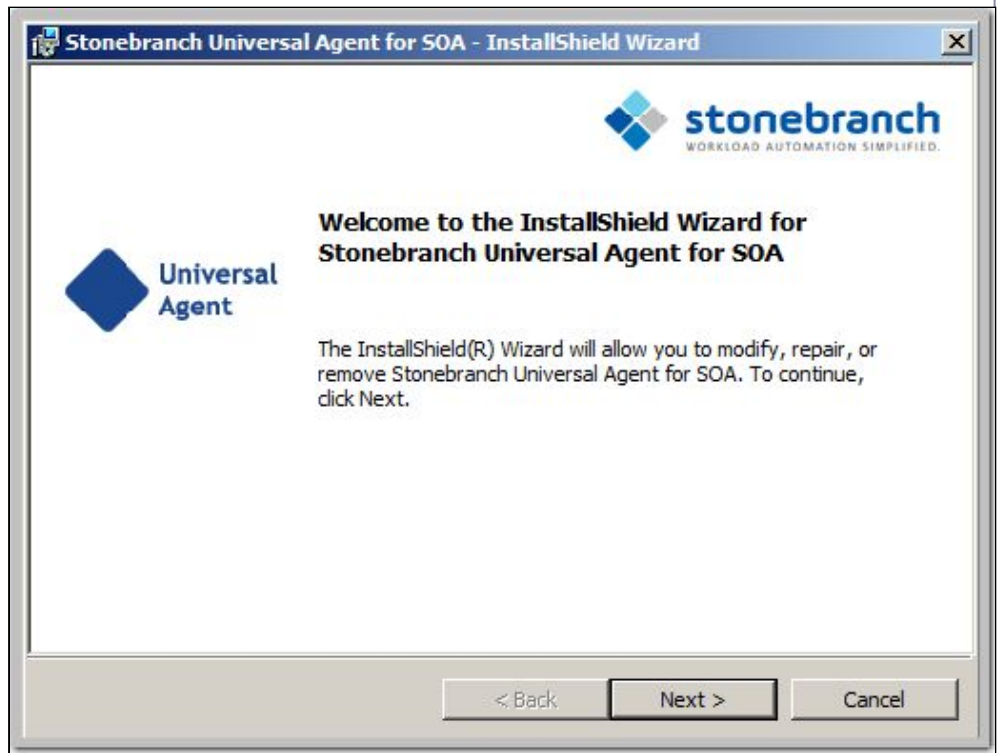 Stonebranch Universal Agent for SOA - InstallShield Wizard
stonebranch
WORKLOAD AUTOMATION SIMPLIFIED.
Universal
Agent
Welcome to the InstallShield Wizard for
Stonebranch Universal Agent for SOA
The InstallShield(R) Wizard will allow you to modify, repair, or
remove Stonebranch Universal Agent for SOA. To continue,
click Next.
< Back
Next >
Cancel